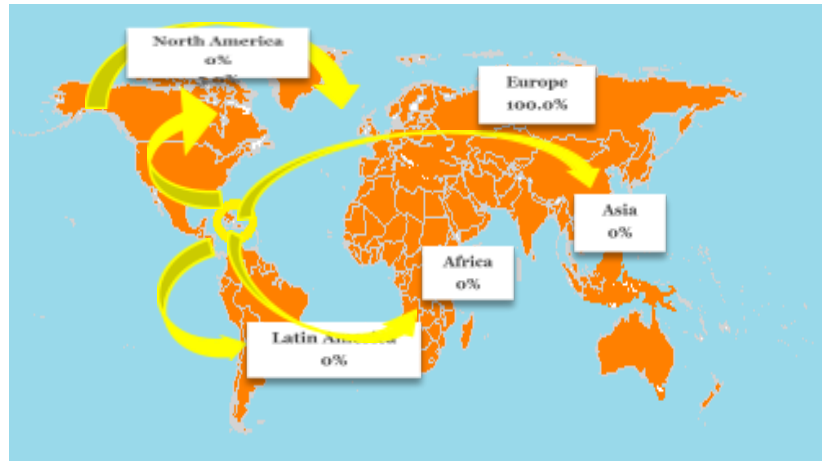 North America
0%
Europe
100.0%
Asia
0%
Africa
0%
Latin America
0%